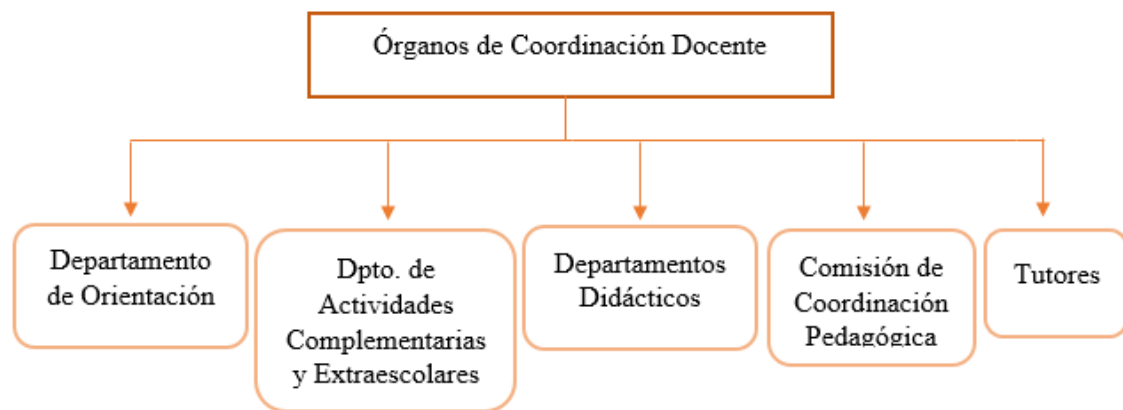 Órganos de Coordinación Docente
Departamento
de Orientación
Dpto. de
Actividades
Complementarias
y Extraescolares
Departamentos
Didácticos
Comisión de
Coordinación
Pedagógica
Tutores